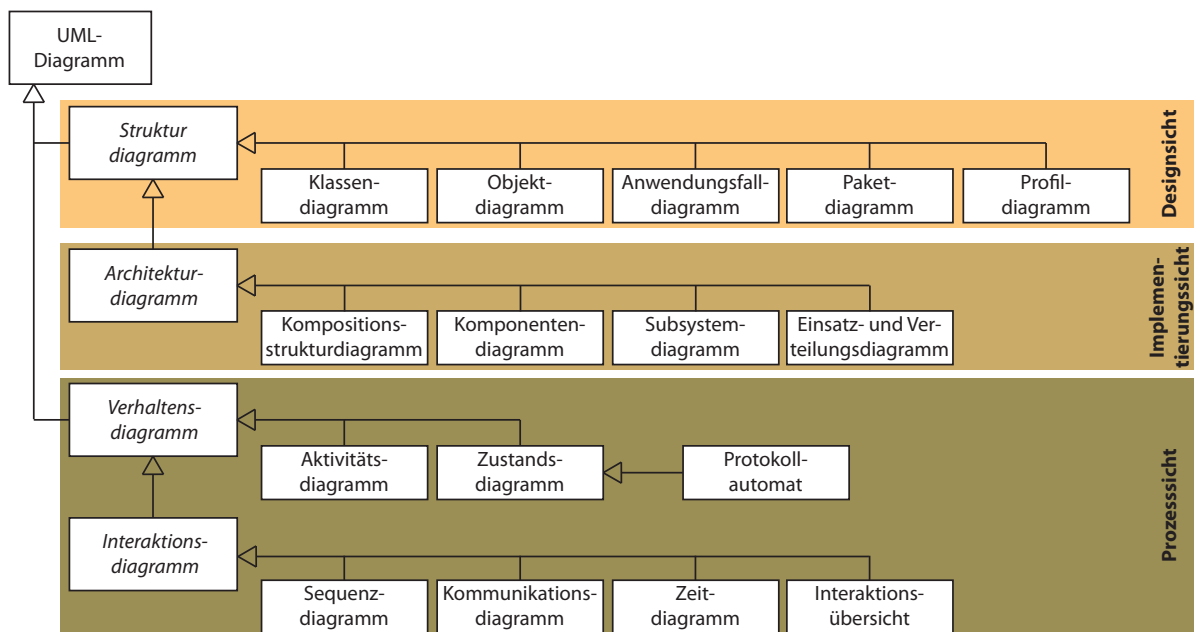 UML-
Diagramm
Struktur
diagramm
Klassen-
diagramm
Objekt-
diagramm
Anwendungsfall-
diagramm
Paket-
diagramm
Profil-
diagramm
Designsicht
Architektur-
diagramm
Kompositions-
strukturdiagramm
Komponenten-
diagramm
Subsystem-
diagramm
Einsatz- und Ver-
teilungsdiagramm
Implemen-
tierungssicht
Verhaltens-
diagramm
Aktivitäts-
diagramm
Zustands-
diagramm
Protokoll-
automat
Interaktions-
diagramm
Sequenz-
diagramm
Kommunikations-
diagramm
Zeit-
diagramm
Interaktions-
übersicht
Prozesssicht